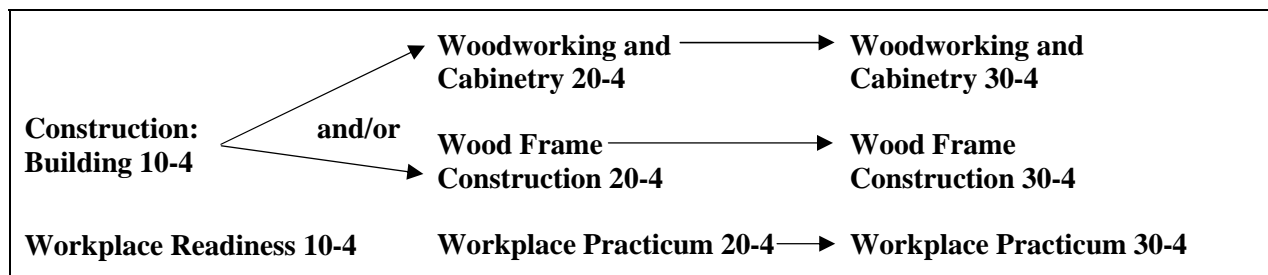 Woodworking and
Cabinetry 20-4
Woodworking and
Cabinetry 30-4
Construction:
Building 10-4
and/or
Wood Frame
Construction 20-4
Wood Frame
Construction 30-4
Workplace Readiness 10-4
Workplace Practicum 20-4
Workplace Practicum 30-4